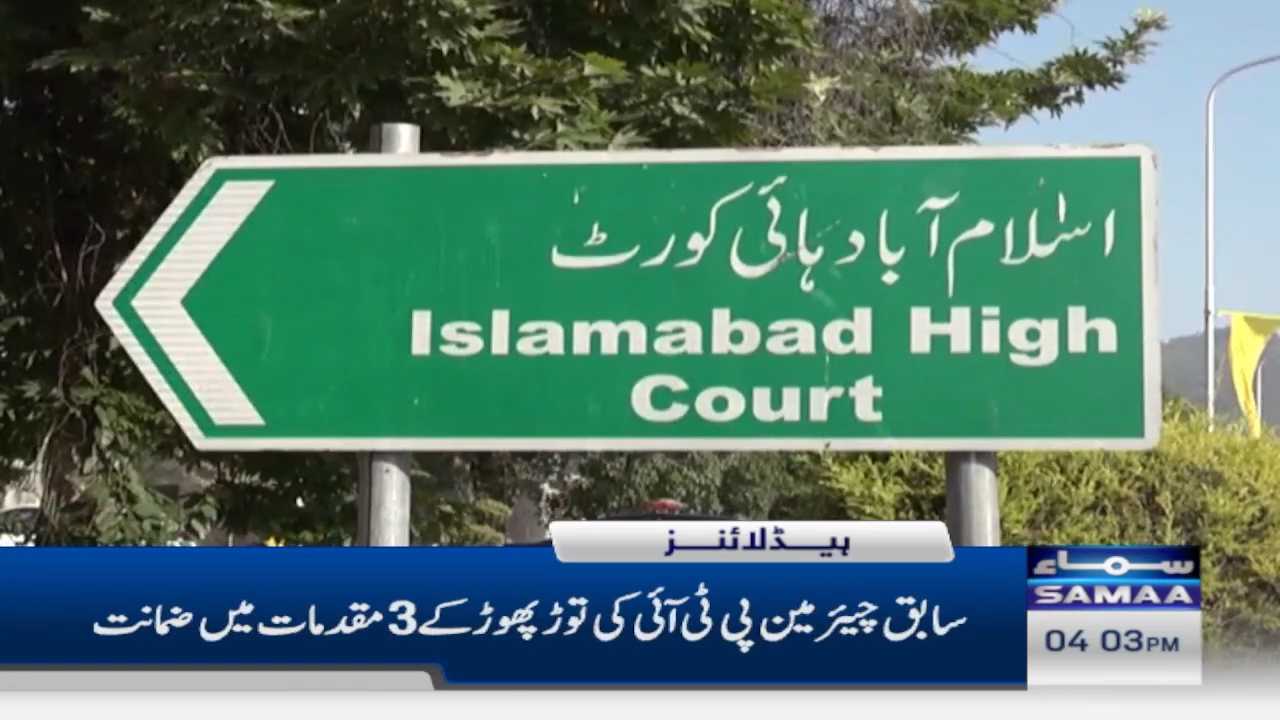 اسلام آباد ہائی کورٹ
Islamabad High
Court
ہیڈلائنز
سابق چیئرمین پی ٹی آئی کی توڑ پھوڑ کے 3 مقدمات میں ضمانت
سماء
SAMAA
04 03PM